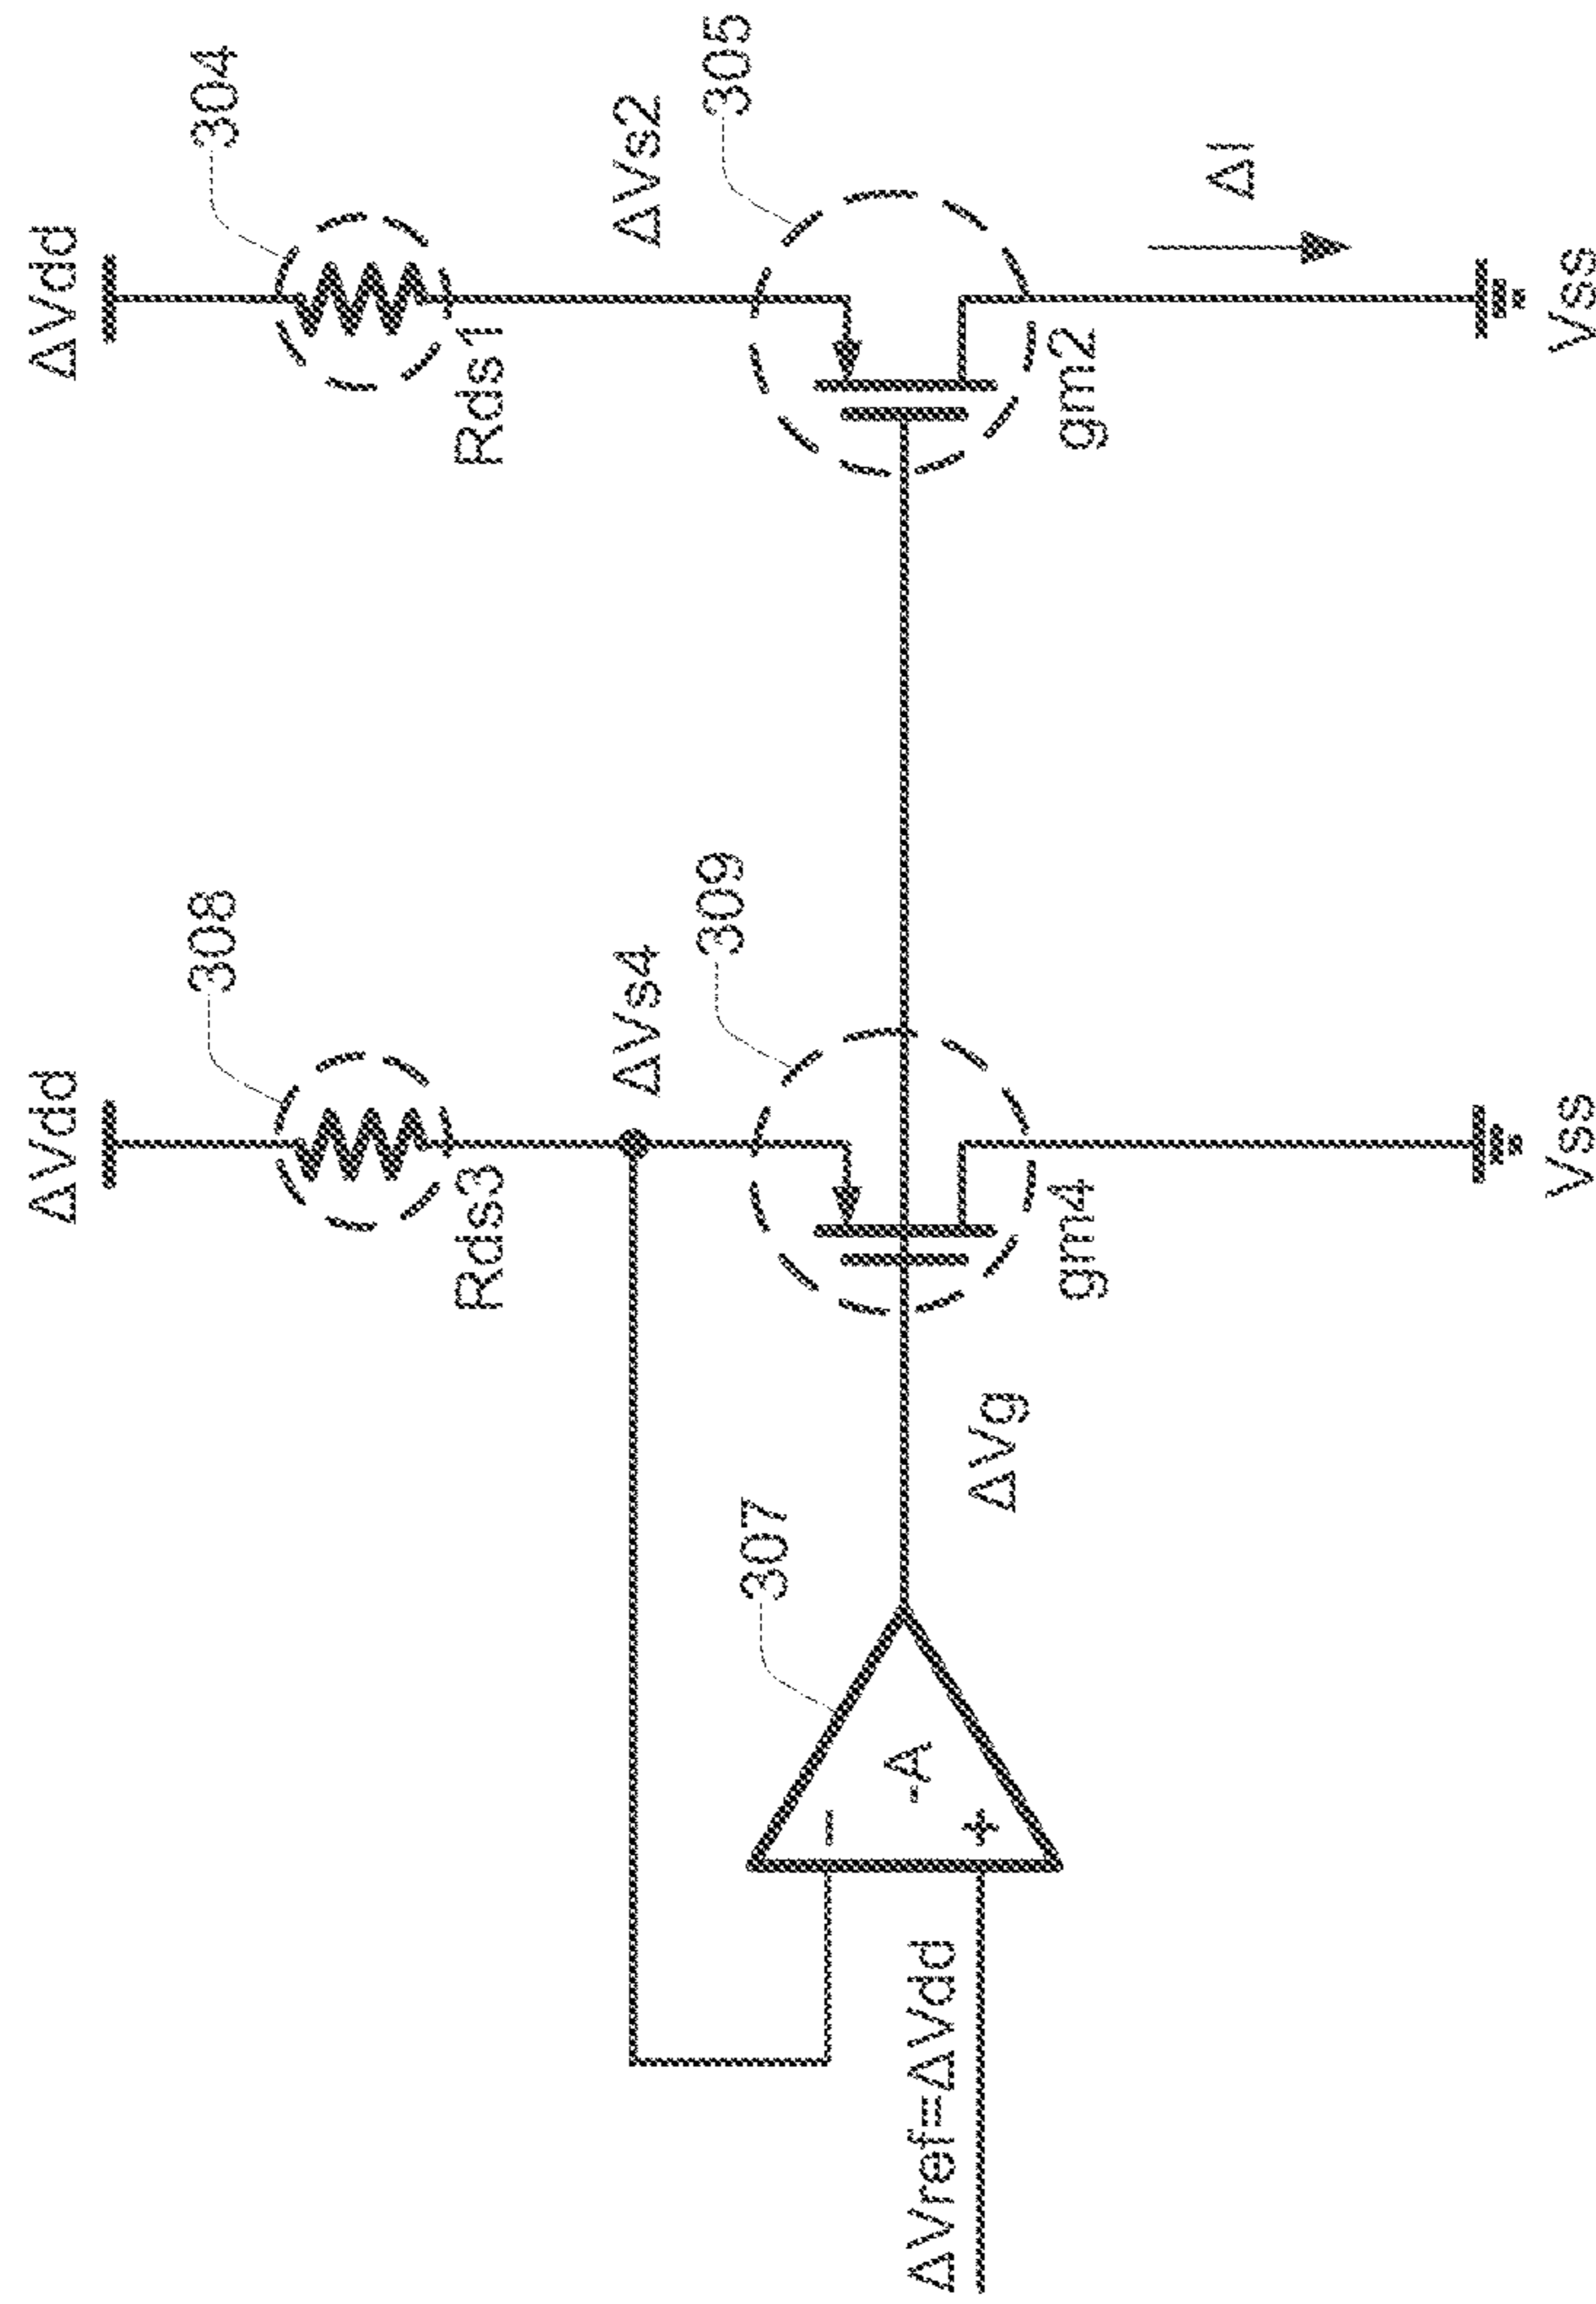 ΔVdd
ΔVdd
308
304
Rds3
Rds1
ΔVs4
ΔVs2
309
305
307
-A
−
+
ΔVref=ΔVdd
ΔVg
gm4
gm2
ΔI
Vss
Vss